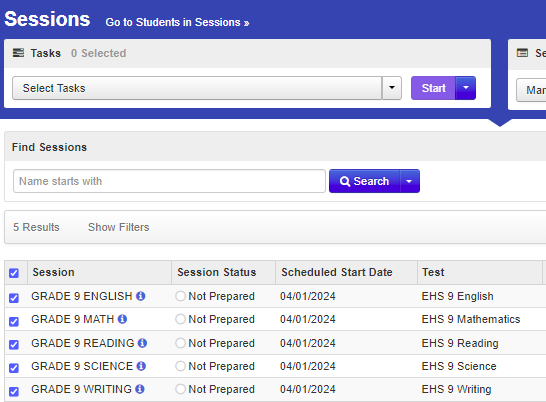 Sessions Go to Students in Sessions »
Tasks 0 Selected
Select Tasks Start
Find Sessions
Name starts with Search
5 Results Show Filters
Session Session Status Scheduled Start Date Test
GRADE 9 ENGLISH Not Prepared 04/01/2024 EHS 9 English
GRADE 9 MATH Not Prepared 04/01/2024 EHS 9 Mathematics
GRADE 9 READING Not Prepared 04/01/2024 EHS 9 Reading
GRADE 9 SCIENCE Not Prepared 04/01/2024 EHS 9 Science
GRADE 9 WRITING Not Prepared 04/01/2024 EHS 9 Writing